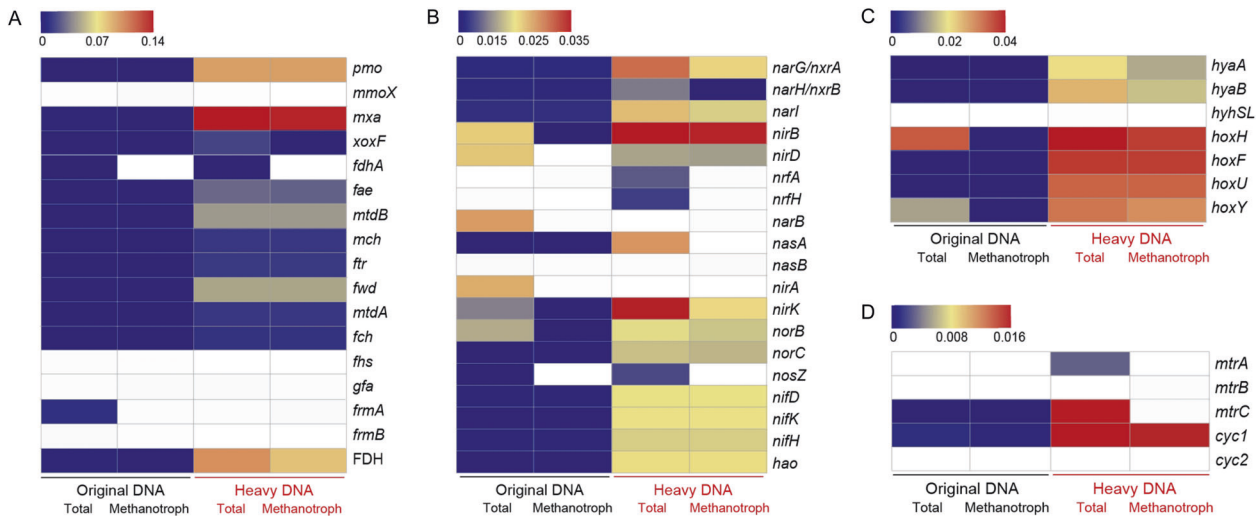 A
0
0.07
0.14
pmo
mmoX
mxa
xoxF
fdhA
fae
mtdB
mch
ftr
fwd
mtdA
fch
fhs
gfa
frmA
frmB
FDH
Original DNA
Heavy DNA
Total
Methanotroph
Total
Methanotroph
B
0
0.015
0.025
0.035
narG/nxrA
narH/nxrB
narI
nirB
nirD
nrfA
nrfH
narB
nasA
nasB
nirA
nirK
norB
norC
nosZ
nifD
nifK
nifH
hao
Original DNA
Heavy DNA
Total
Methanotroph
Total
Methanotroph
C
0
0.02
0.04
hyaA
hyaB
hyhSL
hoxH
hoxF
hoxU
hoxY
Original DNA
Heavy DNA
Total
Methanotroph
Total
Methanotroph
D
0
0.008
0.016
mtrA
mtrB
mtrC
cyc1
cyc2
Original DNA
Heavy DNA
Total
Methanotroph
Total
Methanotroph